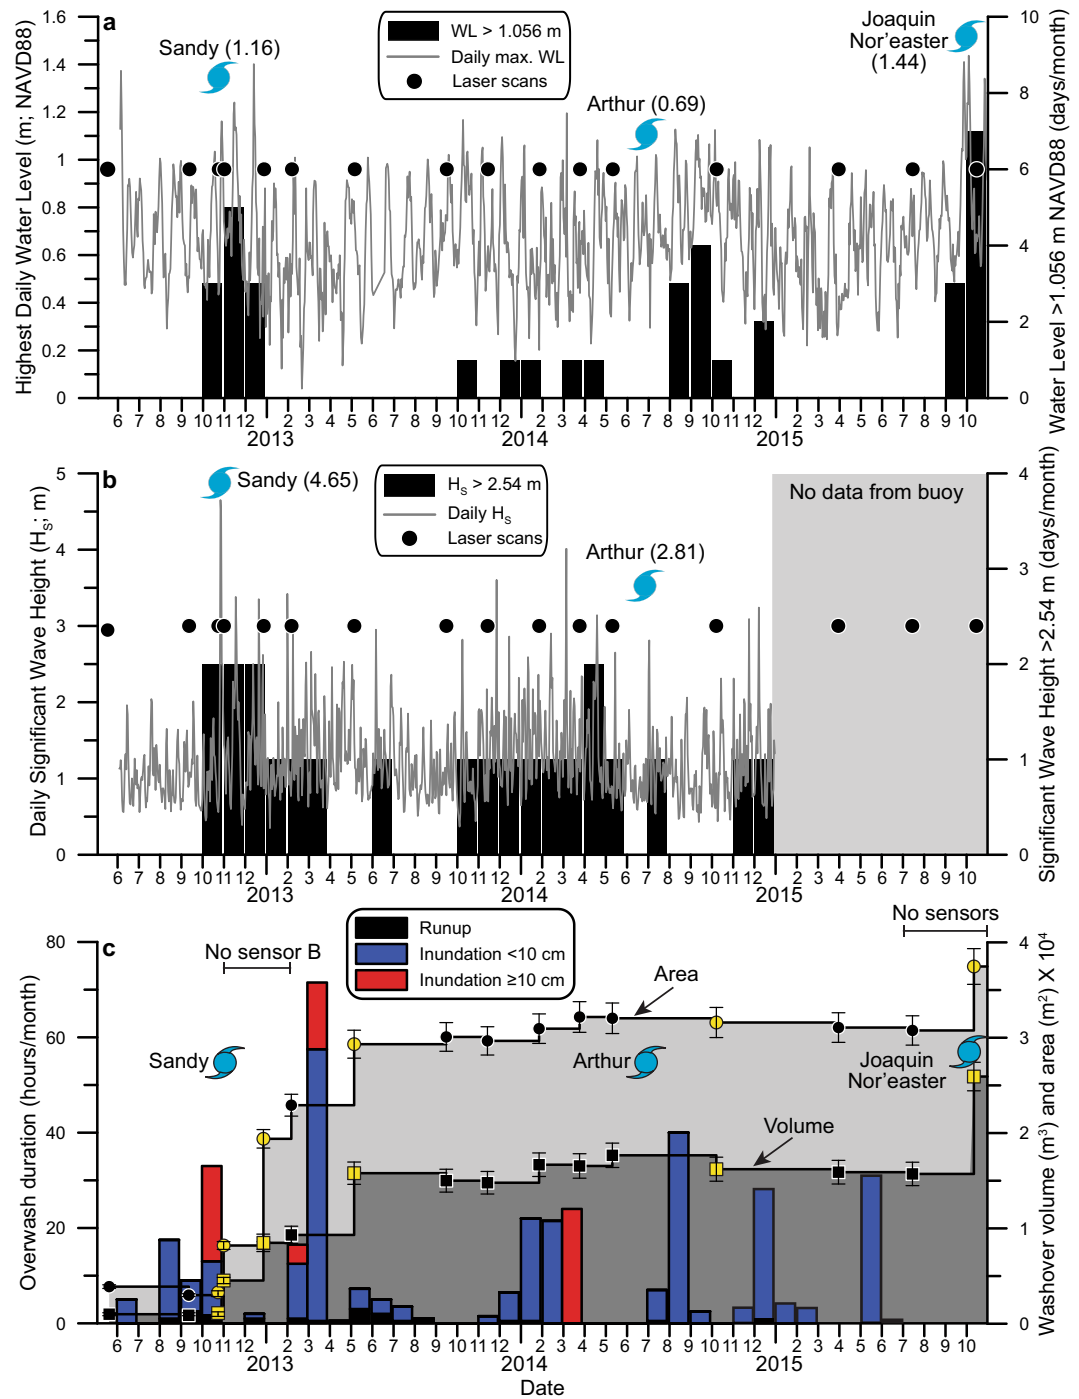 a
Highest Daily Water Level (m; NAVD88)
1.6
1.4
1.2
1
0.8
0.6
0.4
0.2
0
Sandy (1.16)
WL > 1.056 m
Daily max. WL
Laser scans
Arthur (0.69)
Joaquin
Nor'easter
(1.44)
10
8
6
4
2
0
Water Level >1.056 m NAVD88 (days/month)
6 7 8 9 10 11 12 2 3 4 5 6 7 8 9 10 11 12 2 3 4 5 6 7 8 9 10 11 12 2 3 4 5 6 7 8 9 10
2013 2014 2015
b
Daily Significant Wave Height (Hs; m)
5
4
3
2
1
0
Sandy (4.65)
Hs > 2.54 m
Daily Hs
Laser scans
Arthur (2.81)
No data from buoy
4
3
2
1
0
Significant Wave Height >2.54 m (days/month)
6 7 8 9 10 11 12 2 3 4 5 6 7 8 9 10 11 12 2 3 4 5 6 7 8 9 10 11 12 2 3 4 5 6 7 8 9 10
2013 2014 2015
c
Overwash duration (hours/month)
80
60
40
20
0
No sensor B
Runup
Inundation <10 cm
Inundation ≥10 cm
No sensors
Area
Sandy
Arthur
Joaquin
Nor'easter
Volume
4
3
2
1
0
Washover volume (m³) and area (m²) X 10⁴
6 7 8 9 10 11 12 2 3 4 5 6 7 8 9 10 11 12 2 3 4 5 6 7 8 9 10 11 12 2 3 4 5 6 7 8 9 10
2013 2014 2015
Date